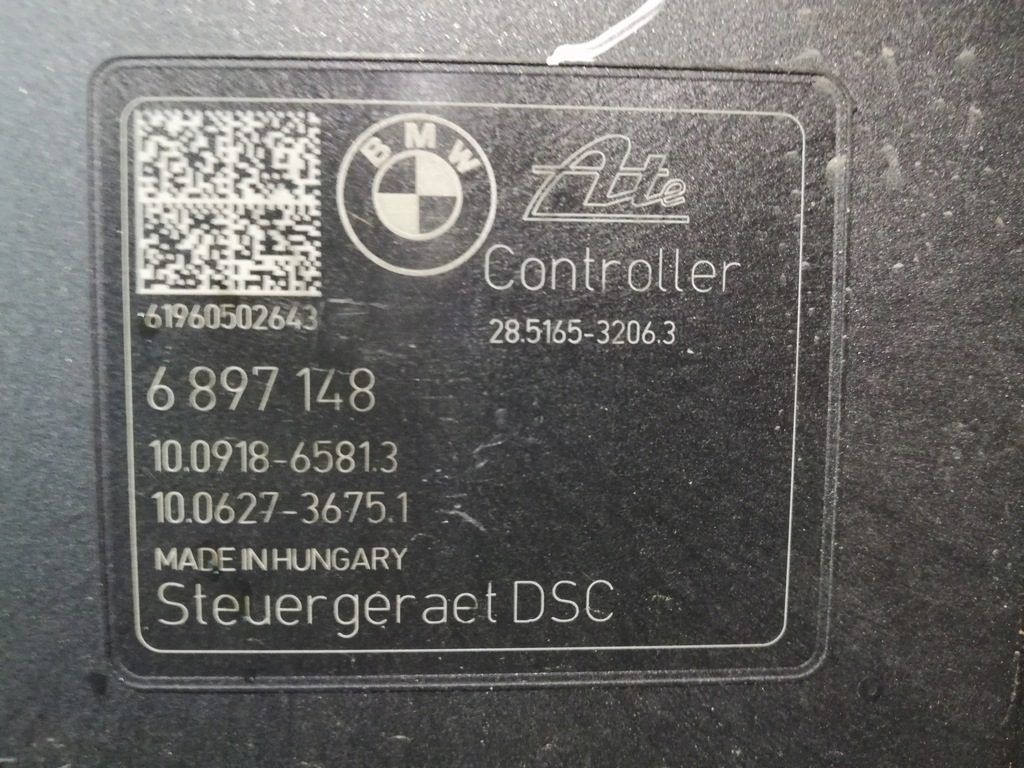 BMW
Ate
Controller
28.5165-3206.3
61960502643
6 897 148
10.0918-6581.3
10.0627-3675.1
MADE IN HUNGARY
Steuergeraet DSC